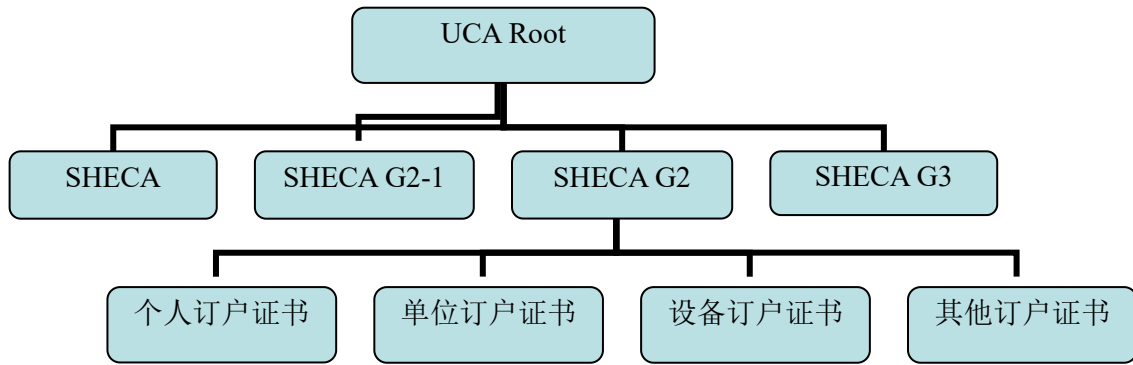 UCA Root
SHECA
SHECA G2-1
SHECA G2
SHECA G3
个人订户证书
单位订户证书
设备订户证书
其他订户证书